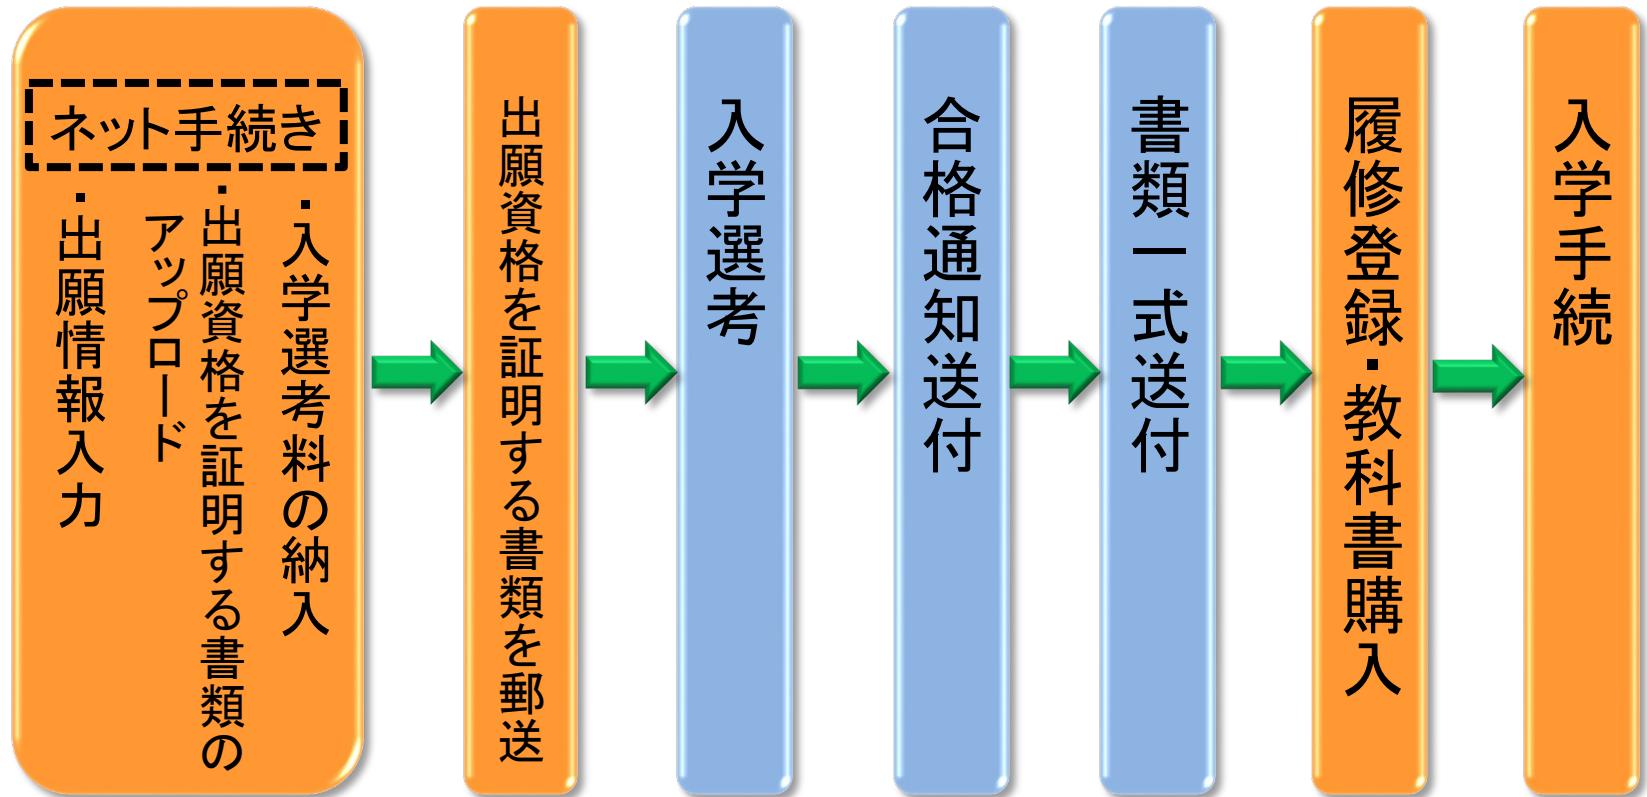 ネット手続き
・入学選考料の納入
・出願資格を証明する書類の
アップロード
・出願情報入力
出願資格を証明する書類を郵送
入学選考
合格通知送付
書類一式送付
履修登録・教科書購入
入学手続